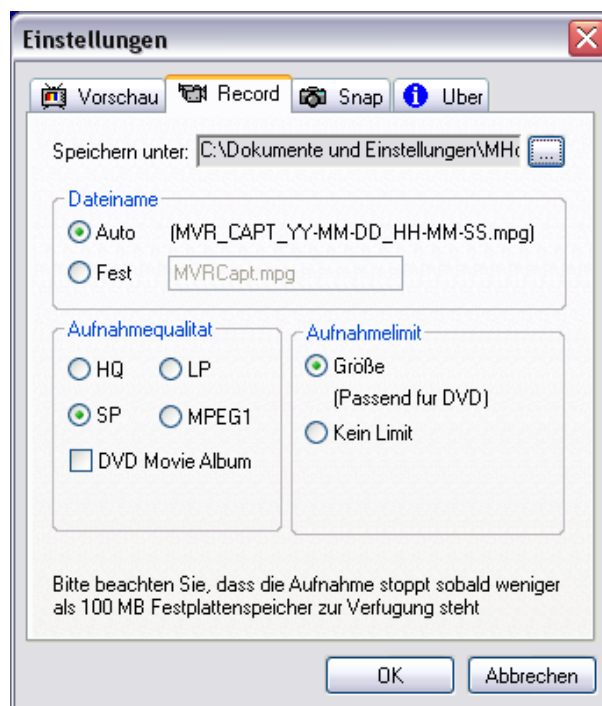 Einstellungen
Vorschau Record Snap Uber
Speichern unter: C:\Dokumente und Einstellungen\MH
...
Dateiname
Auto (MVR_CAPT_YY-MM-DD_HH-MM-SS.mpg)
Fest MVRCapt.mpg
Aufnahmequalitat
HQ LP
SP MPEG1
DVD Movie Album
Aufnahmelimit
Größe
(Passend fur DVD)
Kein Limit
Bitte beachten Sie, dass die Aufnahme stoppt sobald weniger
als 100 MB Festplattenspeicher zur Verfugung steht
OK Abbrechen